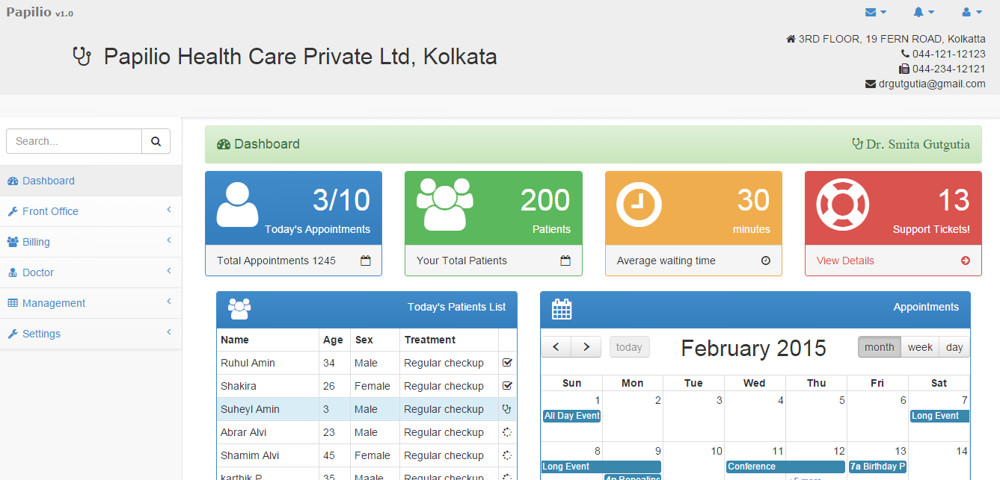 Papilio v1.0
Papilio Health Care Private Ltd, Kolkata
3RD FLOOR, 19 FERN ROAD, Kolkatta
044-121-12123
044-234-12121
drgutgutia@gmail.com
Search...
Dashboard
Front Office
Billing
Doctor
Management
Settings
Dashboard
Dr. Smita Gutgutia
3/10
Today's Appointments
Total Appointments 1245
200
Patients
Your Total Patients
30
minutes
Average waiting time
13
Support Tickets!
View Details
Today's Patients List
Name Age Sex Treatment
Ruhul Amin 34 Male Regular checkup
Shakira 26 Female Regular checkup
Suheyl Amin 3 Male Regular checkup
Abrar Alvi 23 Male Regular checkup
Shamim Alvi 45 Female Regular checkup
karthik P 35 Maale Regular checkup
Appointments
today February 2015 month week day
Sun Mon Tue Wed Thu Fri Sat
1 2 3 4 5 6 7
All Day Event Long Event
8 9 10 11 12 13 14
Long Event Conference 7a Birthday P
4p Repeating